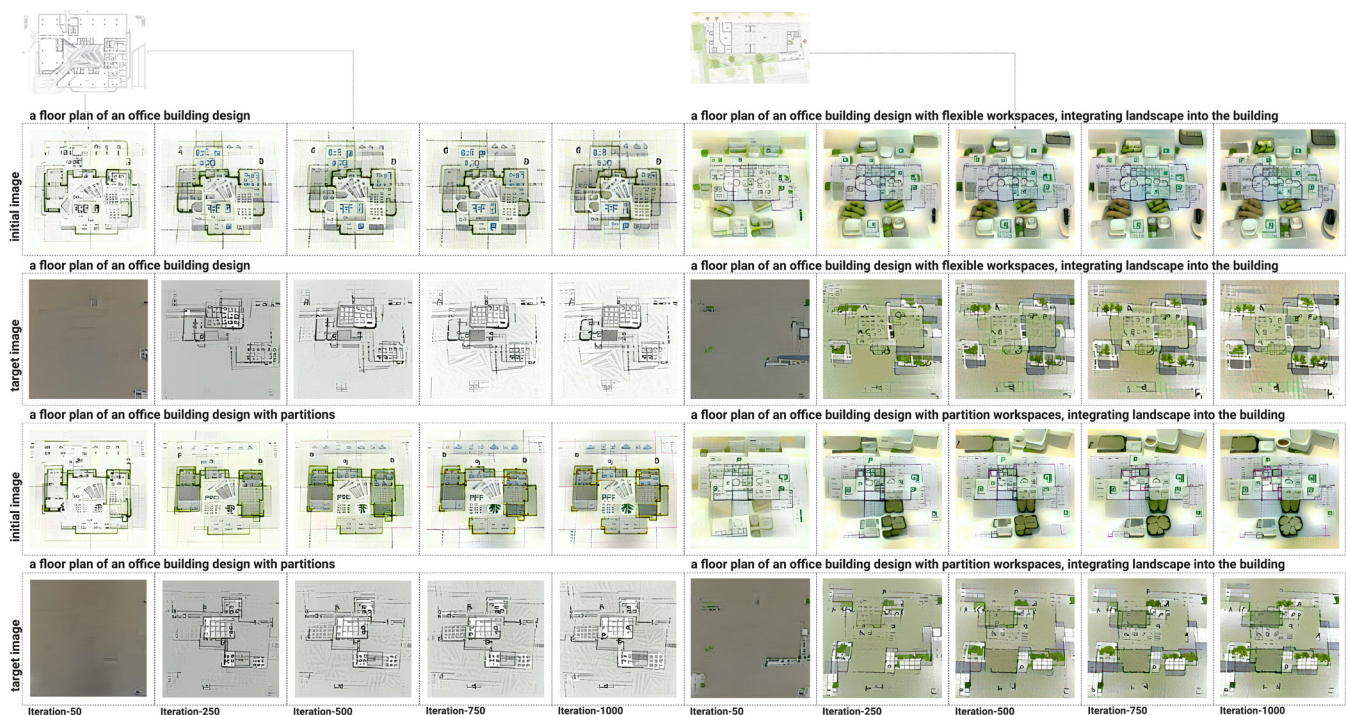 a floor plan of an office building design
a floor plan of an office building design with flexible workspaces, integrating landscape into the building
initial image
a floor plan of an office building design
a floor plan of an office building design with flexible workspaces, integrating landscape into the building
target image
a floor plan of an office building design with partitions
a floor plan of an office building design with partition workspaces, integrating landscape into the building
initial image
a floor plan of an office building design with partitions
a floor plan of an office building design with partition workspaces, integrating landscape into the building
target image
Iteration-50
Iteration-250
Iteration-500
Iteration-750
Iteration-1000
Iteration-50
Iteration-250
Iteration-500
Iteration-750
Iteration-1000